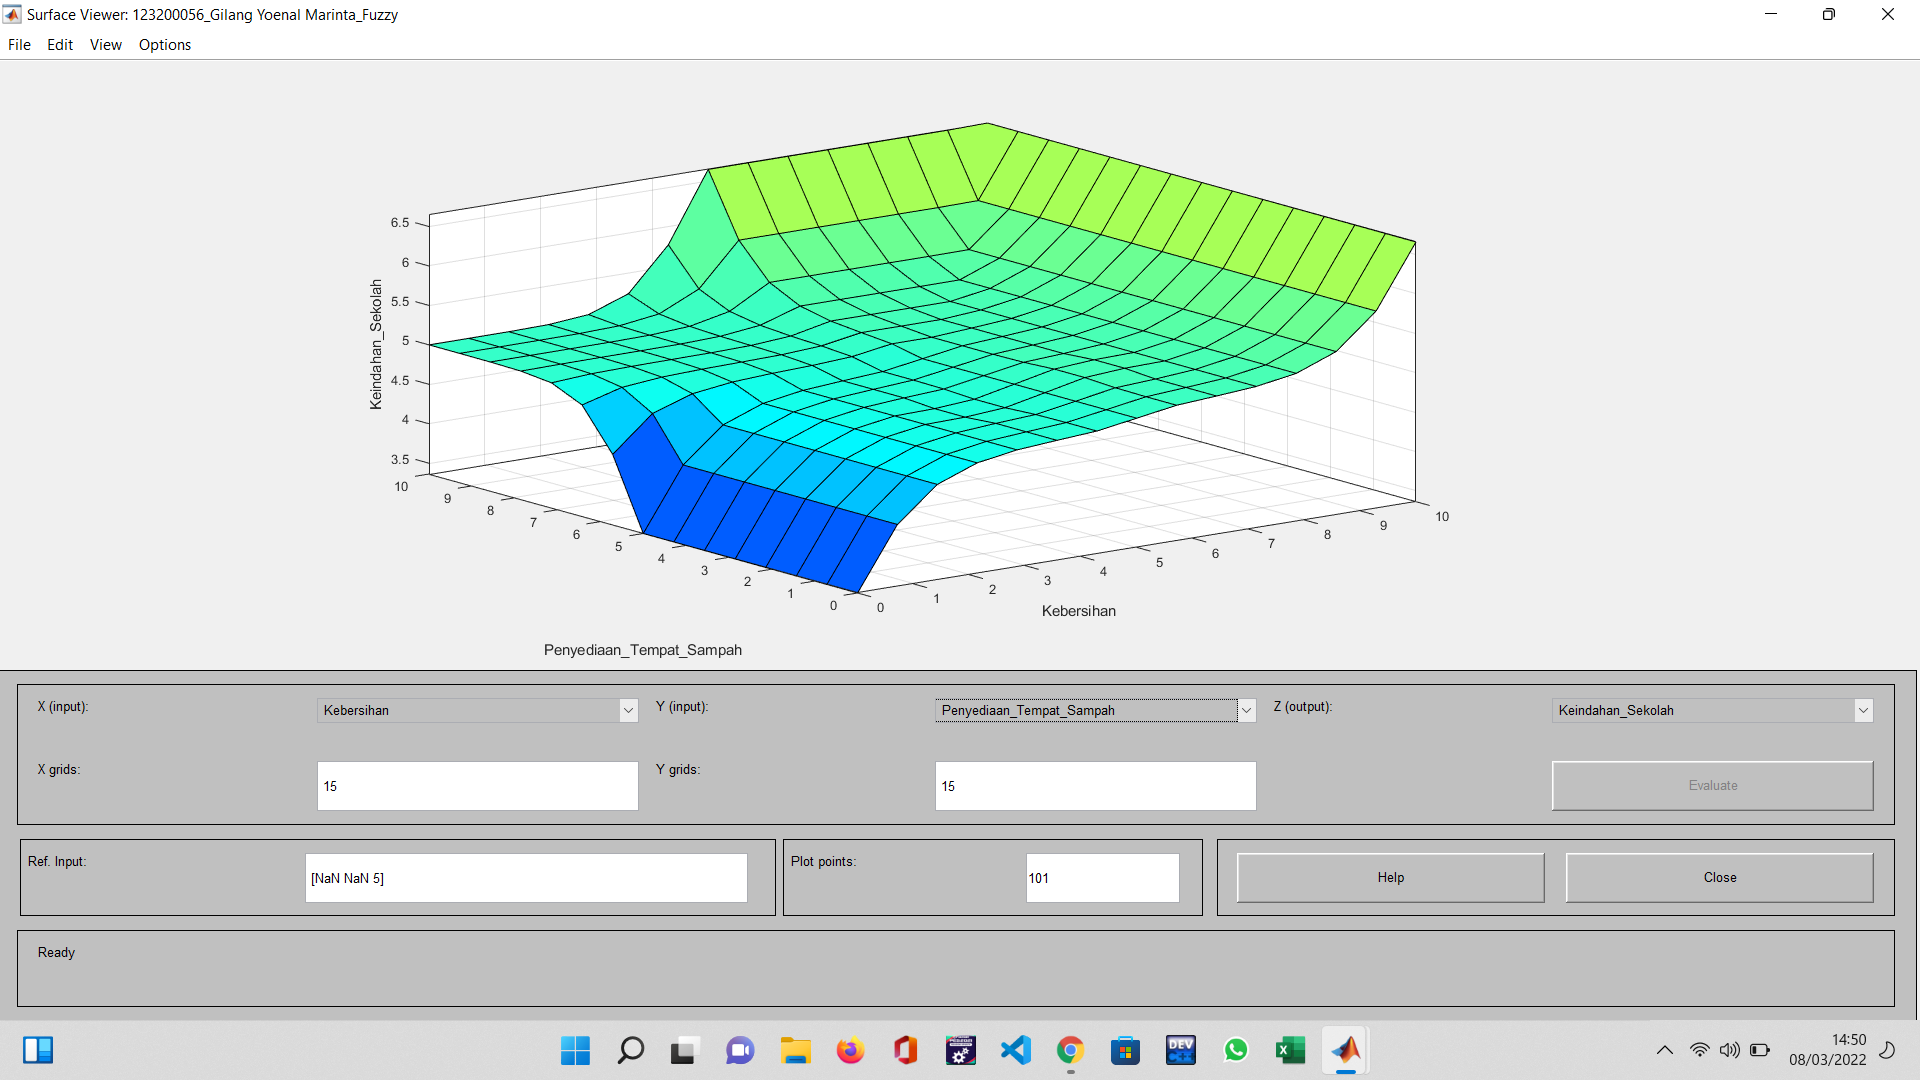 Surface Viewer: 123200056_Gilang Yoenal Marinta_Fuzzy
File Edit View Options
6.5
6
5.5
5
4.5
4
3.5
Keindahan_Sekolah
10
9
8
7
6
5
4
3
2
1
0
Penyediaan_Tempat_Sampah
0
1
2
3
4
5
6
7
8
9
10
Kebersihan
X (input): Kebersihan Y (input): Penyediaan_Tempat_Sampah Z (output): Keindahan_Sekolah
X grids: 15 Y grids: 15 Evaluate
Ref. Input: [NaN NaN 5] Plot points: 101 Help Close
Ready
DEV
C++
14:50
08/03/2022